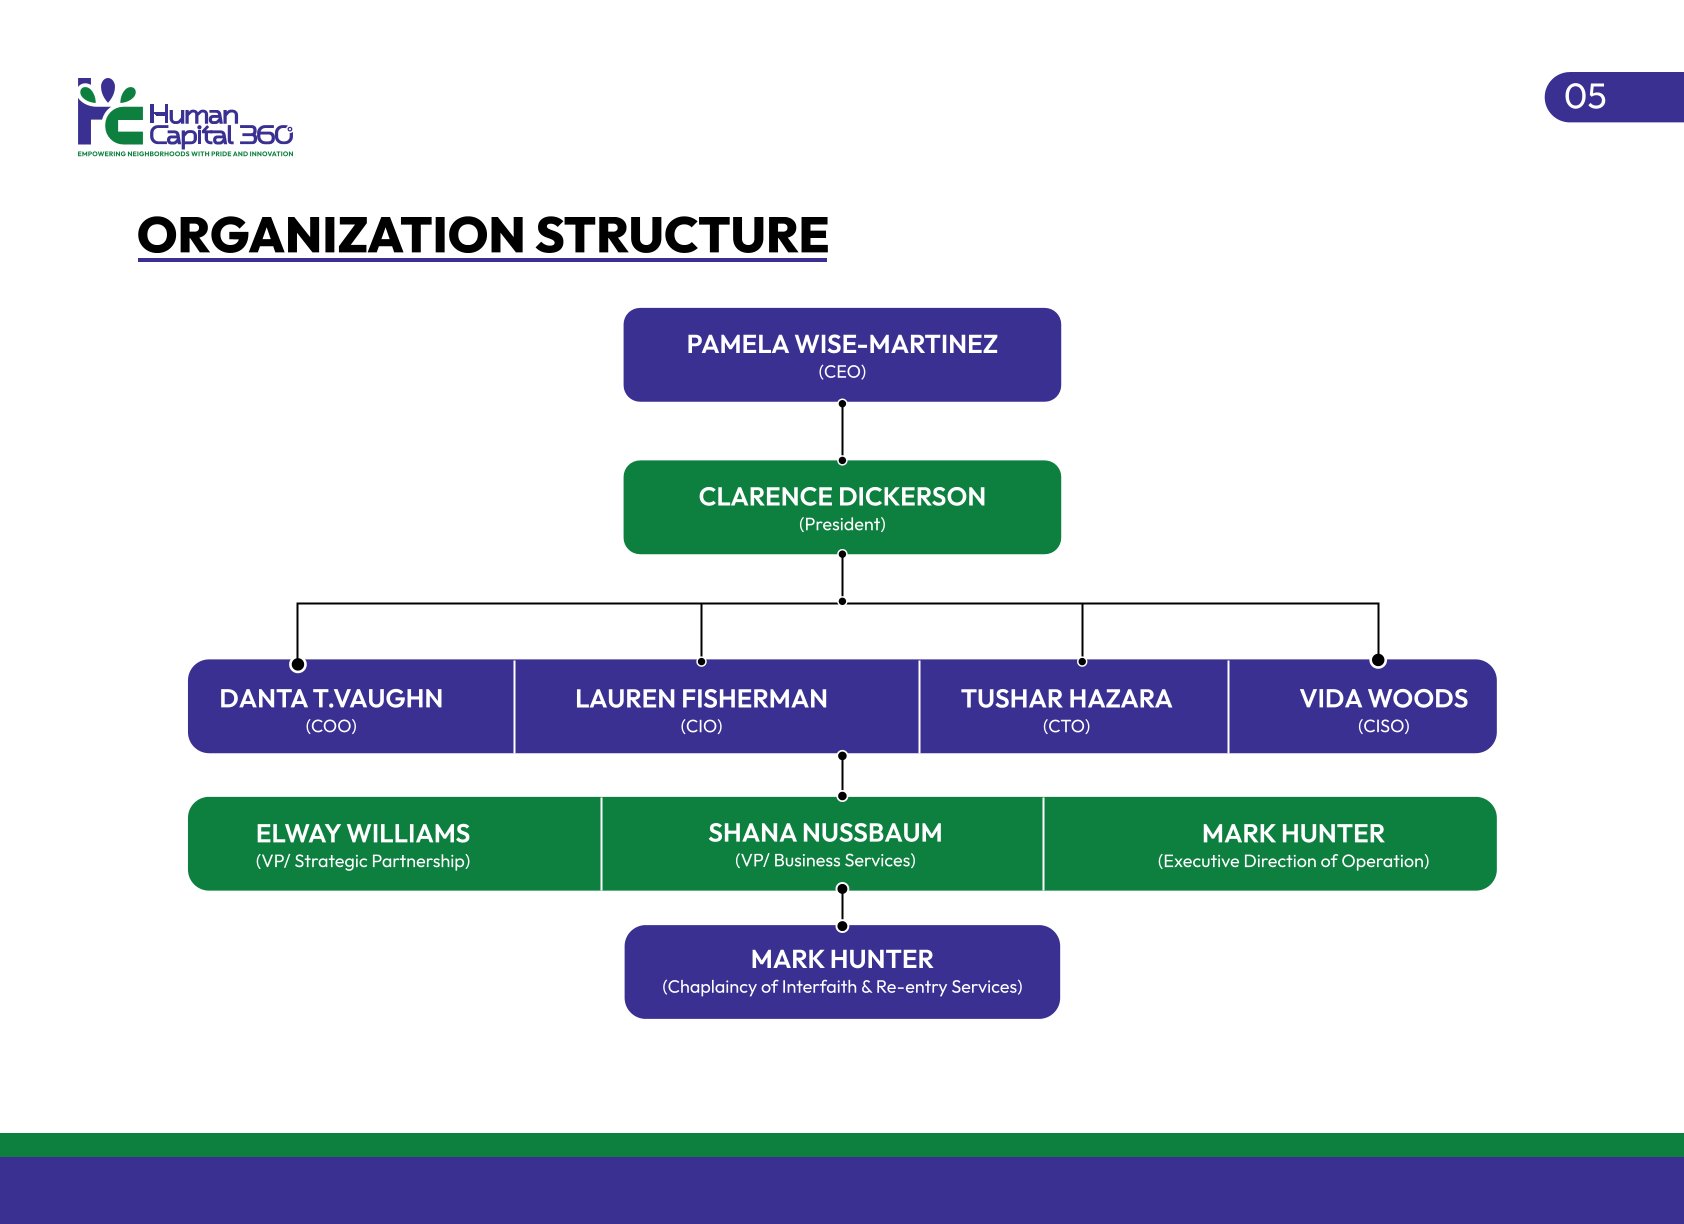 Human
Capital 360°
EMPOWERING NEIGHBORHOODS WITH PRIDE AND INNOVATION
05
ORGANIZATION STRUCTURE
PAMELA WISE-MARTINEZ
(CEO)
CLARENCE DICKERSON
(President)
DANTA T.VAUGHN
(COO)
LAUREN FISHERMAN
(CIO)
TUSHAR HAZARA
(CTO)
VIDA WOODS
(CISO)
ELWAY WILLIAMS
(VP/ Strategic Partnership)
SHANA NUSSBAUM
(VP/ Business Services)
MARK HUNTER
(Executive Direction of Operation)
MARK HUNTER
(Chaplaincy of Interfaith & Re-entry Services)